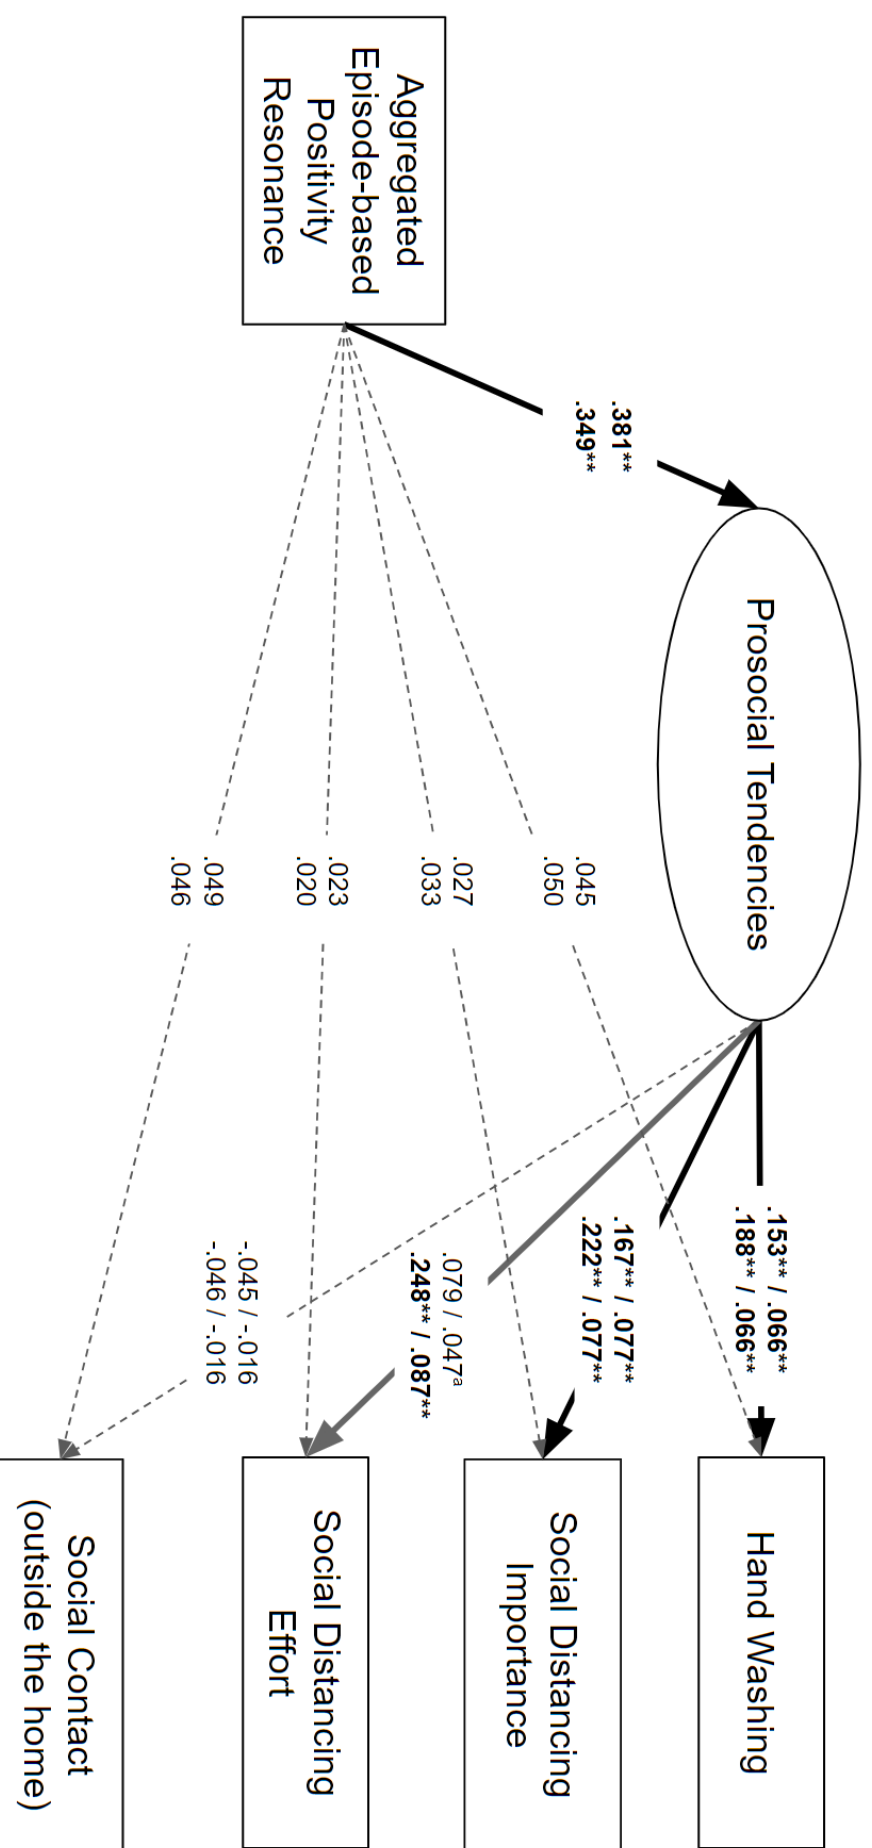 Aggregated
Episode-based
Positivity
Resonance
.381**
.349**
Prosocial Tendencies
.045
.050
.027
.033
.023
.020
.049
.046
.153** / .066**
.188** / .066**
.167** / .077**
.222** / .077**
.079 / .047ᵃ
.248** / .087**
-.045 / -.016
-.046 / -.016
Hand Washing
Social Distancing
Importance
Social Distancing
Effort
Social Contact
(outside the home)